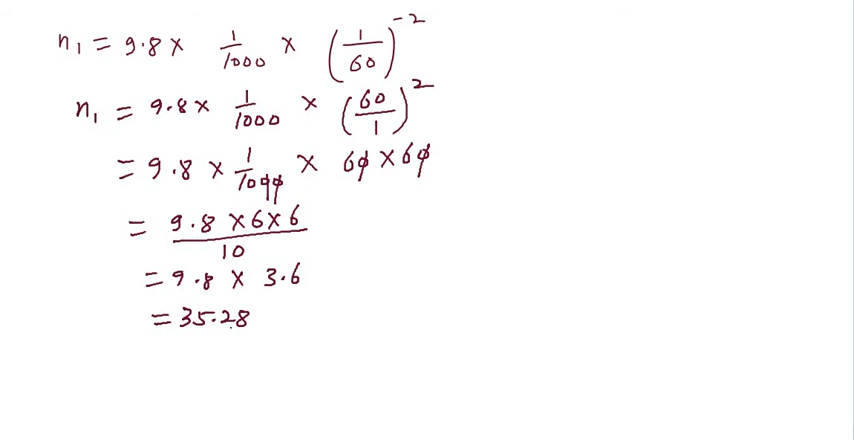 n₁ = 9.8 × 1/1000 × (1/60)⁻²
n₁ = 9.8 × 1/1000 × (60/1)²
= 9.8 × 1/1000 × 60 × 60
= 9.8 × 6 × 6 / 10
= 9.8 × 3.6
= 35.28